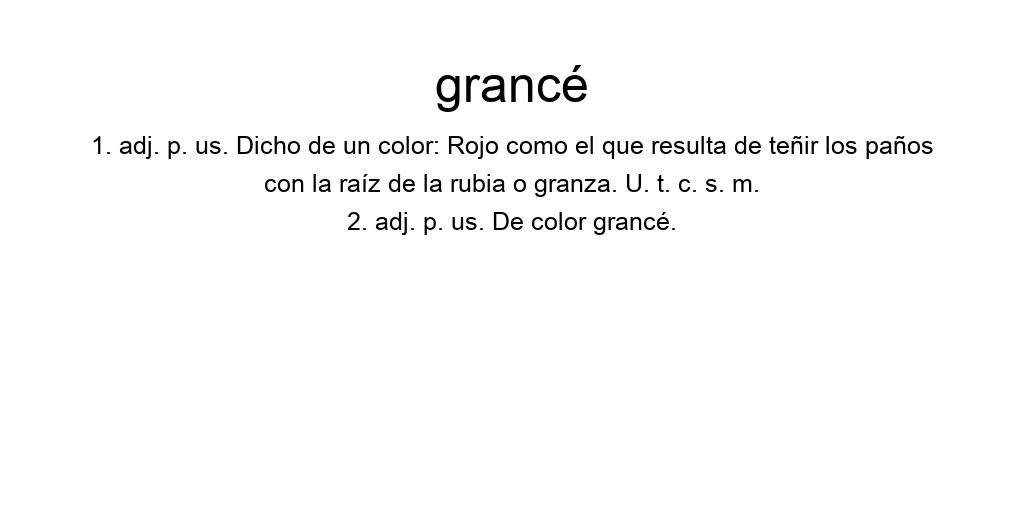 grancé
1. adj. p. us. Dicho de un color: Rojo como el que resulta de teñir los paños
con la raíz de la rubia o granza. U. t. c. s. m.
2. adj. p. us. De color grancé.